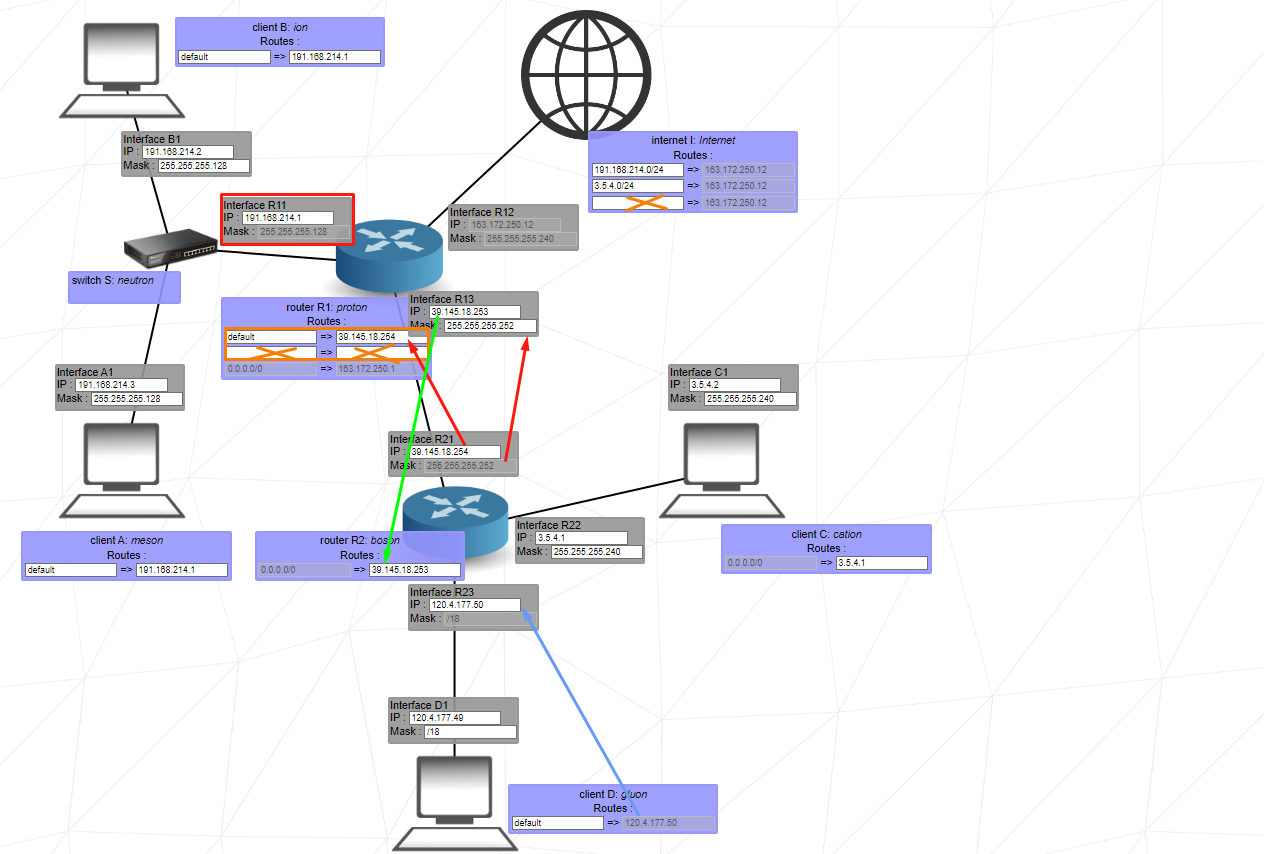 client B: ion
Routes :
default => 191.168.214.1
Interface B1
IP : 191.168.214.2
Mask : 255.255.255.128
internet I: Internet
Routes :
191.168.214.0/24 => 163.172.250.12
3.5.4.0/24 => 163.172.250.12
=> 163.172.250.12
Interface R11
IP : 191.168.214.1
Mask : 255.255.255.128
Interface R12
IP : 163.172.250.12
Mask : 255.255.255.240
switch S: neutron
router R1: proton
Routes :
default => 39.145.18.254
=>
0.0.0.0/0 => 163.172.250.1
Interface R13
IP : 39.145.18.253
Mask : 255.255.255.252
Interface A1
IP : 191.168.214.3
Mask : 255.255.255.128
Interface C1
IP : 3.5.4.2
Mask : 255.255.255.240
Interface R21
IP : 39.145.18.254
Mask : 255.255.255.252
Interface R22
IP : 3.5.4.1
Mask : 255.255.255.240
client A: meson
Routes :
default => 191.168.214.1
router R2: boson
Routes :
0.0.0.0/0 => 39.145.18.253
client C: cation
Routes :
0.0.0.0/0 => 3.5.4.1
Interface R23
IP : 120.4.177.50
Mask : /18
Interface D1
IP : 120.4.177.49
Mask : /18
client D: gluon
Routes :
default => 120.4.177.50